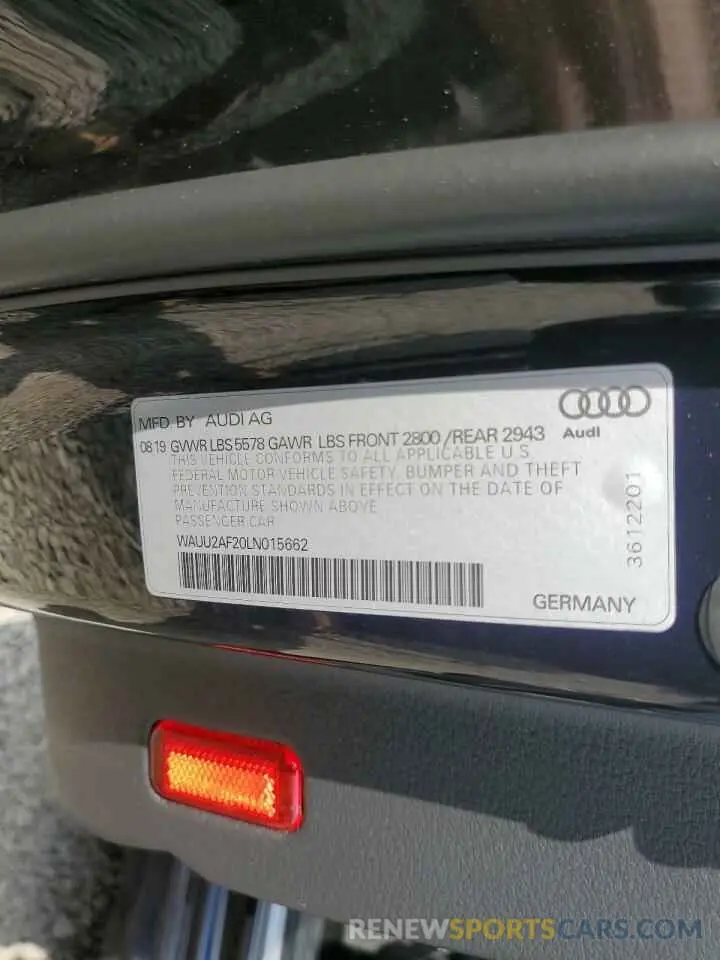 MFD BY AUDI AG
08 19 GVWR LBS 5578 GAWR LBS FRONT 2800 /REAR 2943
Audi
THIS VEHICLE CONFORMS TO ALL APPLICABLE U S
FEDERAL MOTOR VEHICLE SAFETY, BUMPER AND THEFT
PREVENTION STANDARDS IN EFFECT ON THE DATE OF
MANUFACTURE SHOWN ABOVE
PASSENGER CAR
WAUU2AF20LN015662
3612201
GERMANY
RENEWSPORTSCARS.COM